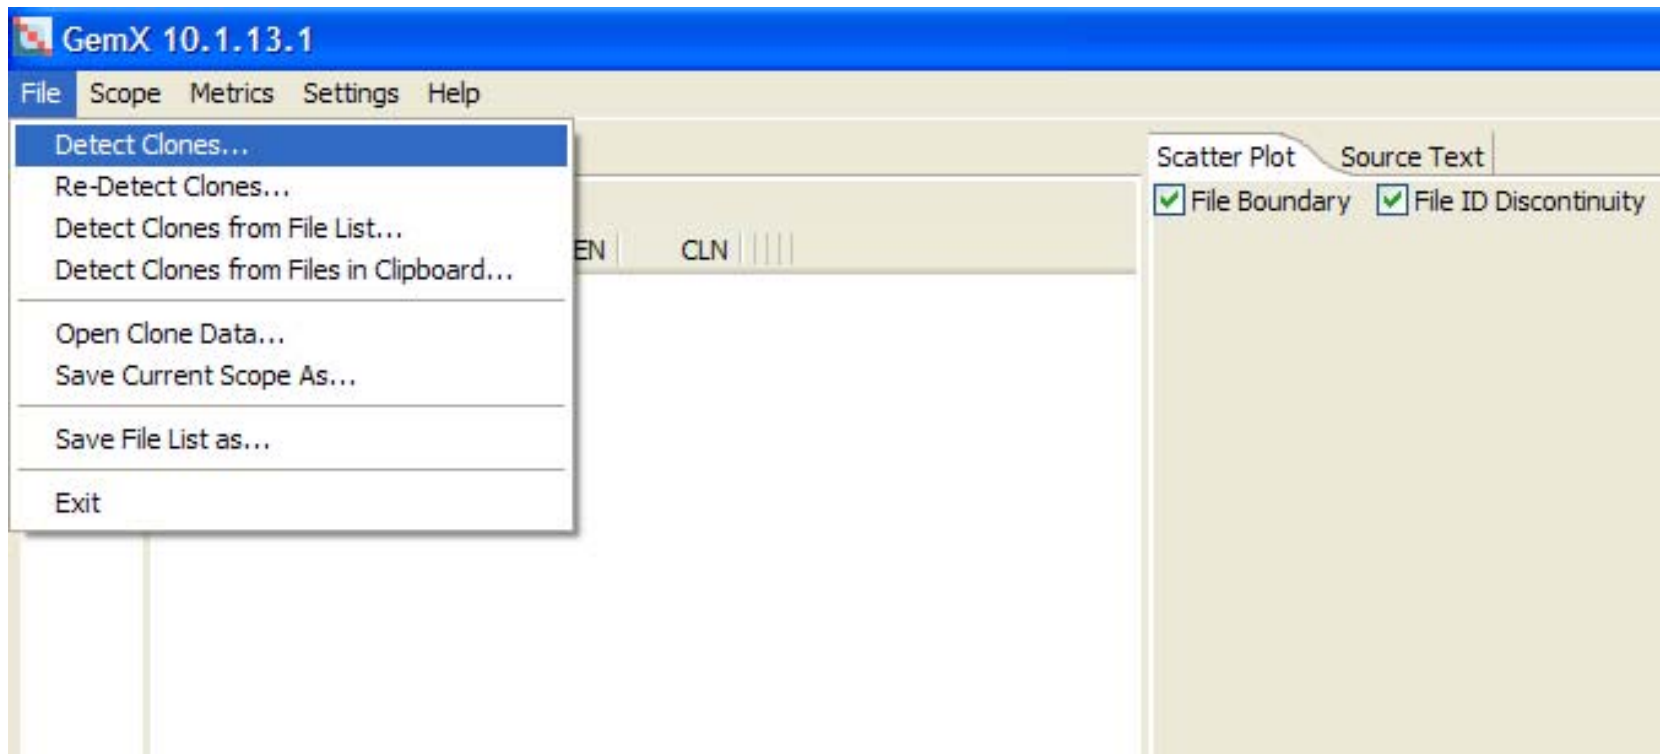 GemX 10.1.13.1
File Scope Metrics Settings Help
Detect Clones...
Re-Detect Clones...
Detect Clones from File List...
Detect Clones from Files in Clipboard...
Open Clone Data...
Save Current Scope As...
Save File List as...
Exit
EN CLN
Scatter Plot Source Text
File Boundary File ID Discontinuity